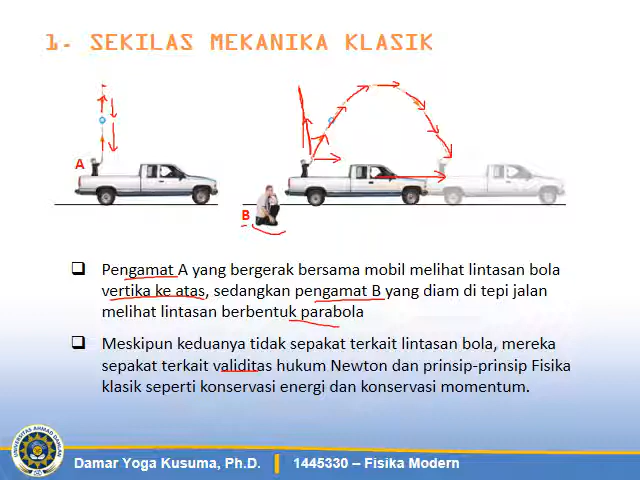 1. SEKILAS MEKANIKA KLASIK
A
B
Pengamat A yang bergerak bersama mobil melihat lintasan bola
vertika ke atas, sedangkan pengamat B yang diam di tepi jalan
melihat lintasan berbentuk parabola
Meskipun keduanya tidak sepakat terkait lintasan bola, mereka
sepakat terkait validitas hukum Newton dan prinsip-prinsip Fisika
klasik seperti konservasi energi dan konservasi momentum.
UNIVERSITAS AHMAD DAHLAN
Damar Yoga Kusuma, Ph.D. | 1445330 – Fisika Modern